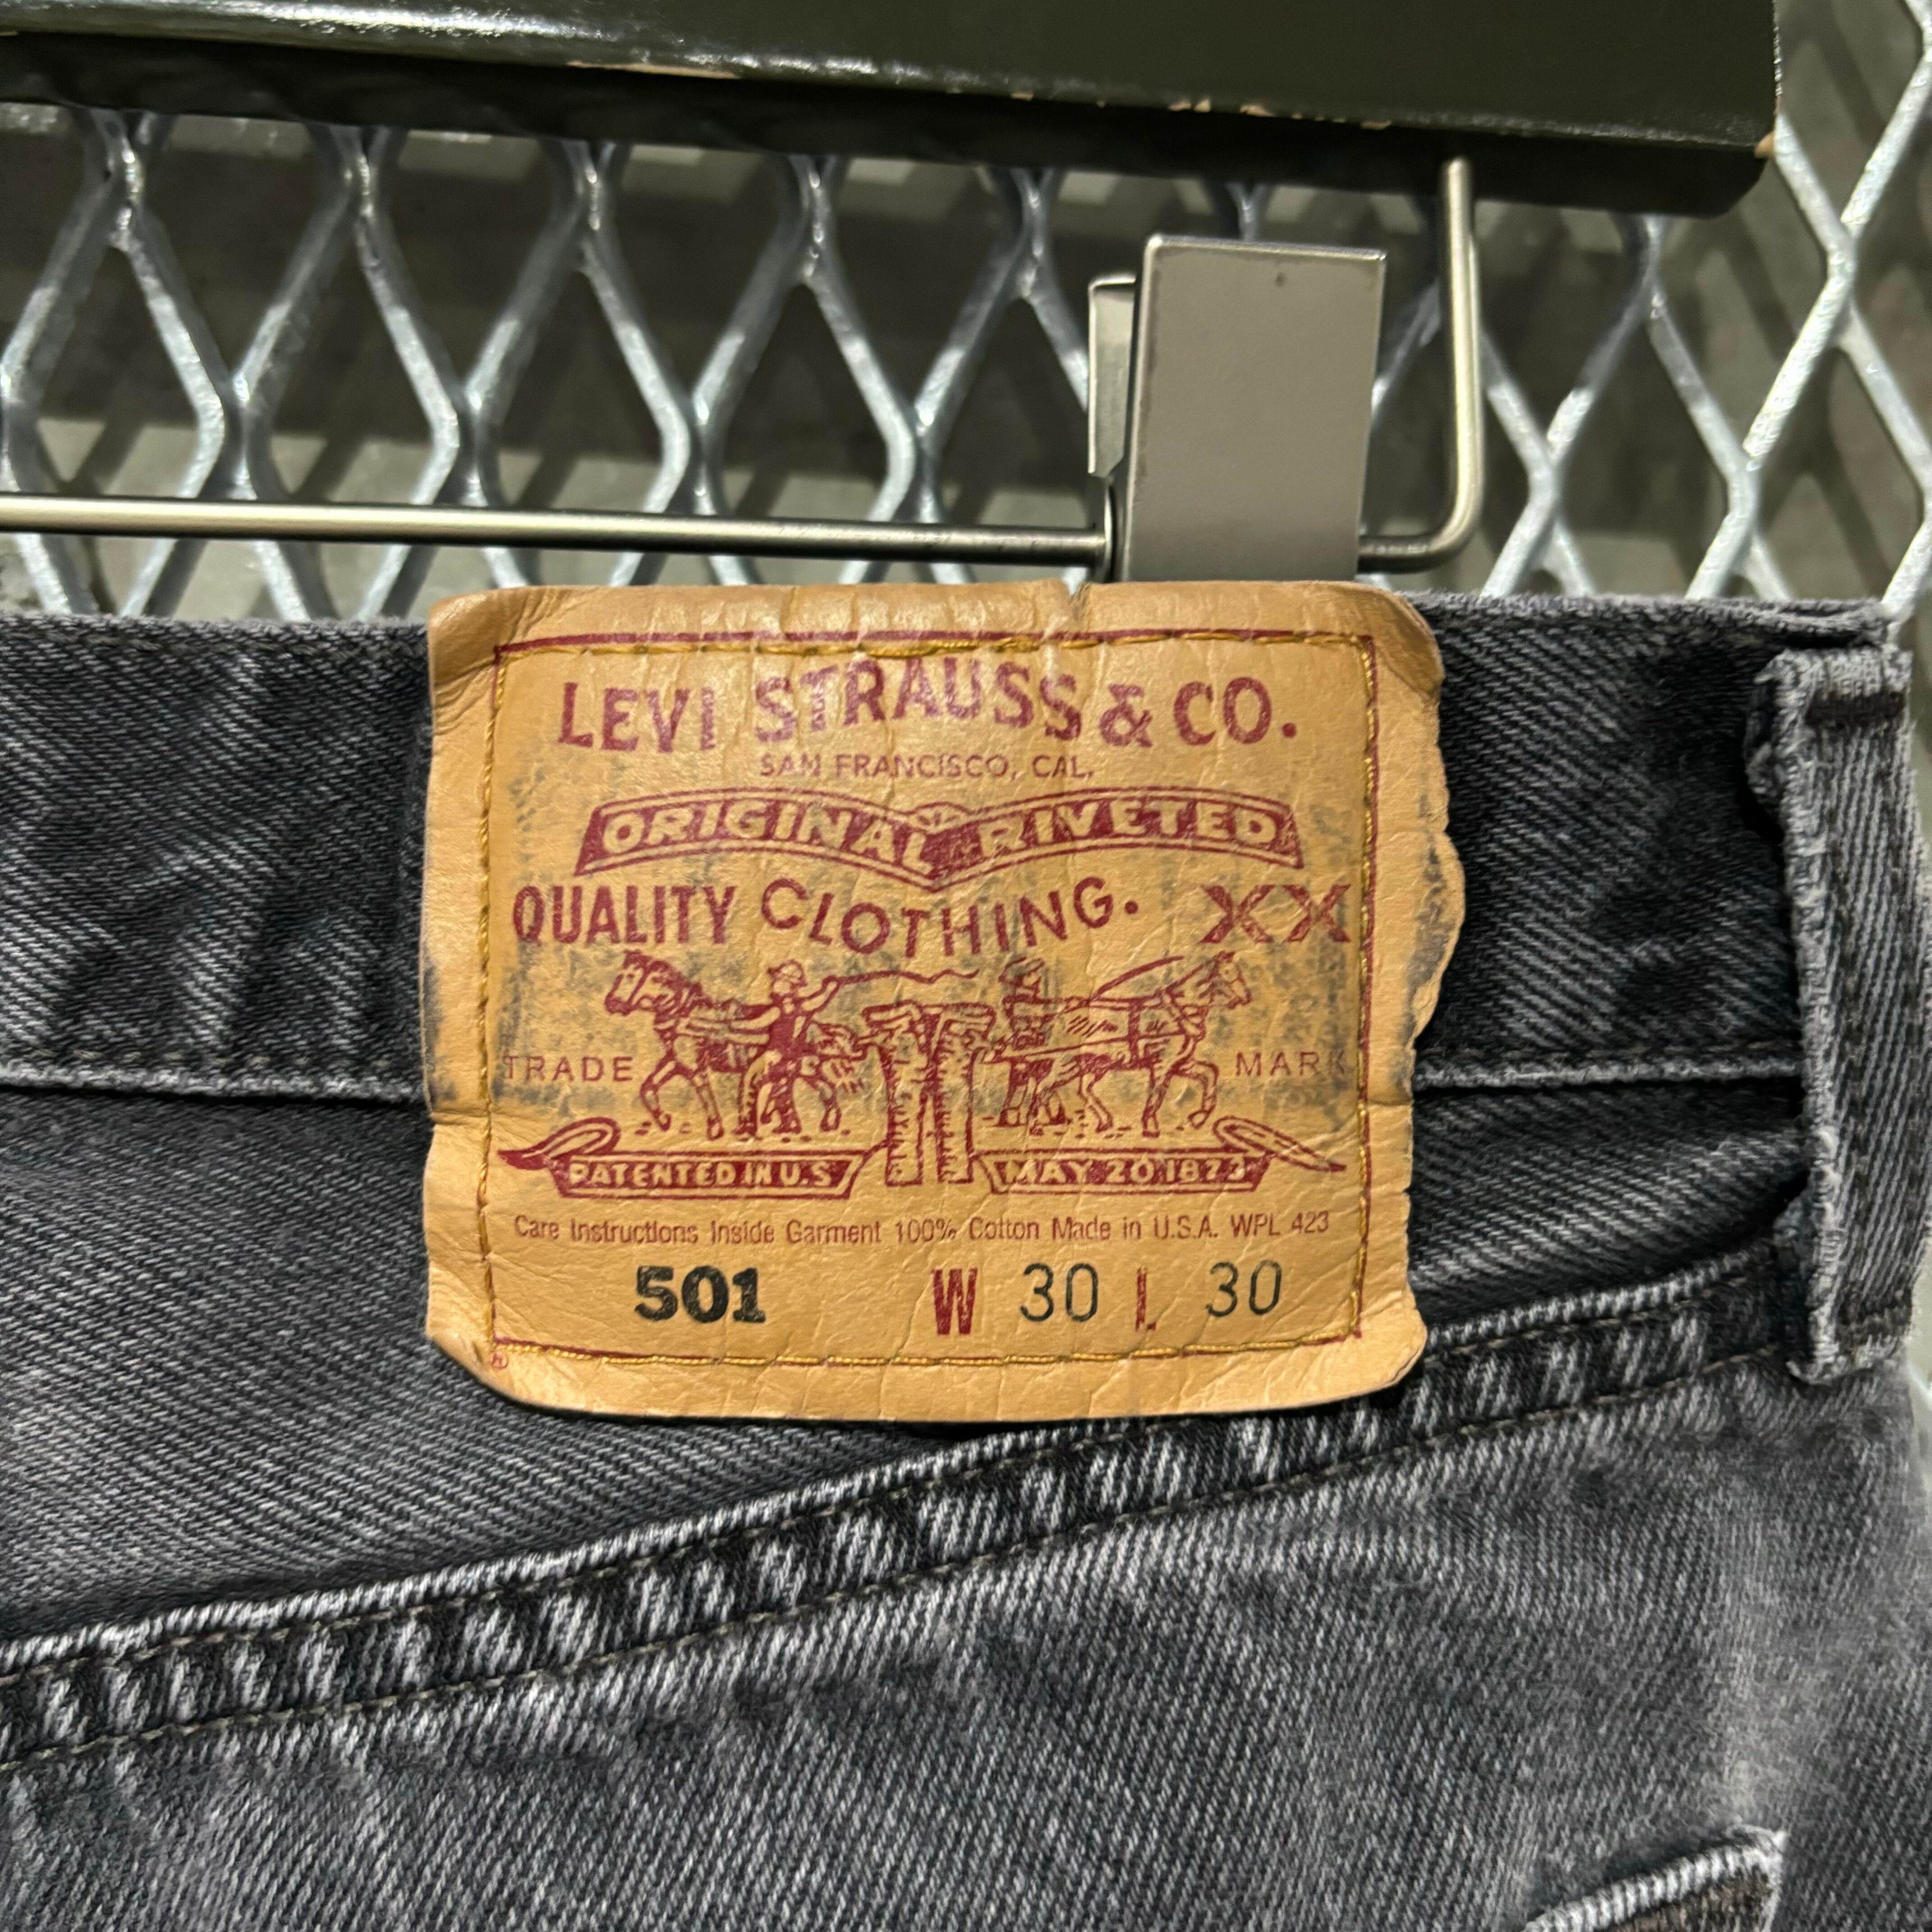 LEVI STRAUSS & CO.
SAN FRANCISCO, CAL.
ORIGINAL RIVETED
QUALITY CLOTHING. XX
TRADE MARK
PATENTED IN U.S MAY 20 1873
Care Instructions Inside Garment 100% Cotton Made in U.S.A. WPL 423
501 W 30 L 30
®